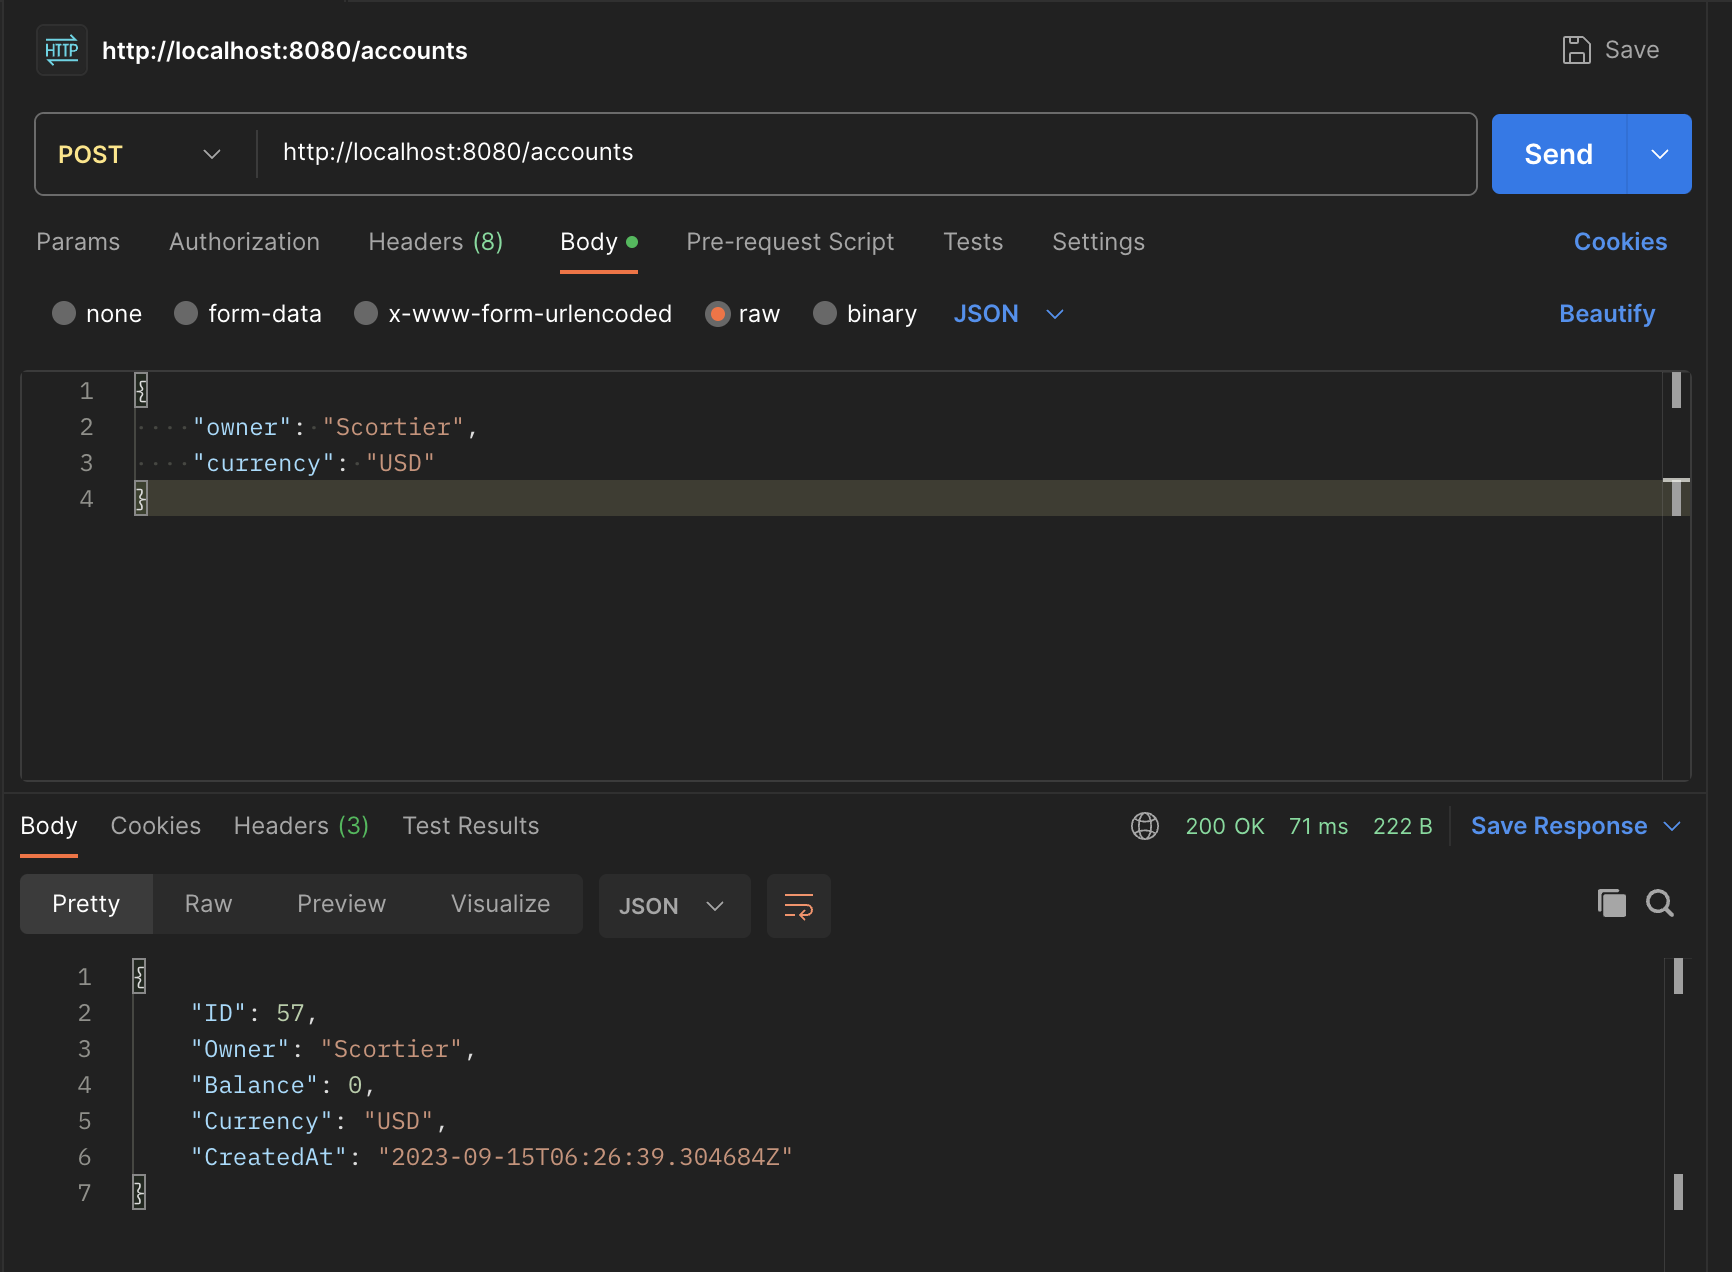 HTTP http://localhost:8080/accounts Save
POST http://localhost:8080/accounts Send
Params Authorization Headers (8) Body Pre-request Script Tests Settings Cookies
none form-data x-www-form-urlencoded raw binary JSON Beautify
1 {
2 "owner": "Scortier",
3 "currency": "USD"
4 }
Body Cookies Headers (3) Test Results 200 OK 71 ms 222 B Save Response
Pretty Raw Preview Visualize JSON
1 {
2 "ID": 57,
3 "Owner": "Scortier",
4 "Balance": 0,
5 "Currency": "USD",
6 "CreatedAt": "2023-09-15T06:26:39.304684Z"
7 }